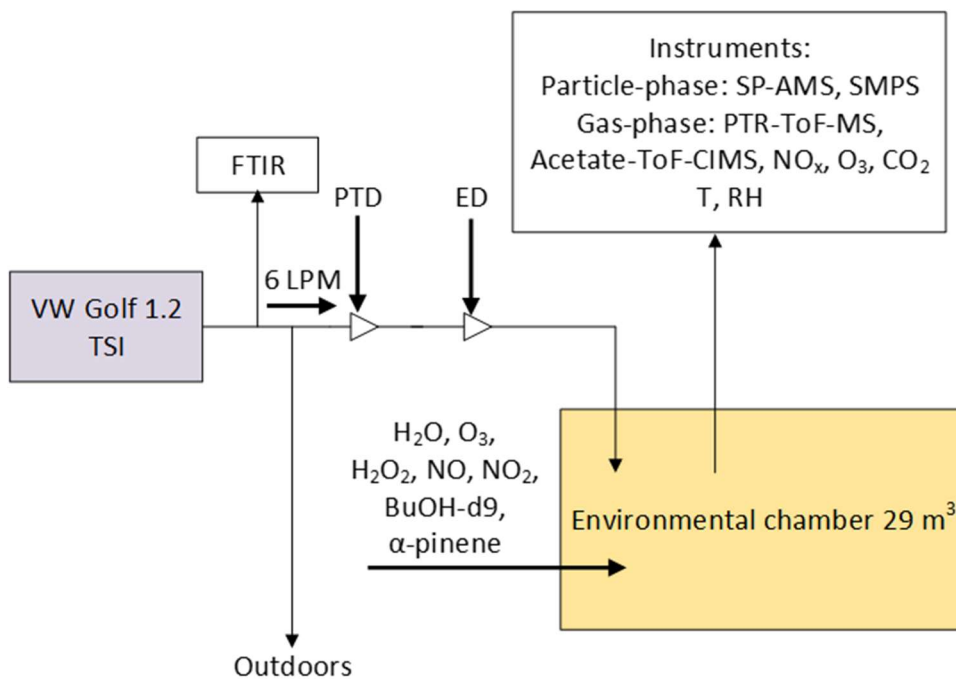 Instruments:
Particle-phase: SP-AMS, SMPS
Gas-phase: PTR-ToF-MS,
Acetate-ToF-CIMS, NOₓ, O₃, CO₂
T, RH
FTIR
PTD
ED
6 LPM
VW Golf 1.2
TSI
H₂O, O₃,
H₂O₂, NO, NO₂,
BuOH-d9,
α-pinene
Environmental chamber 29 m³
Outdoors